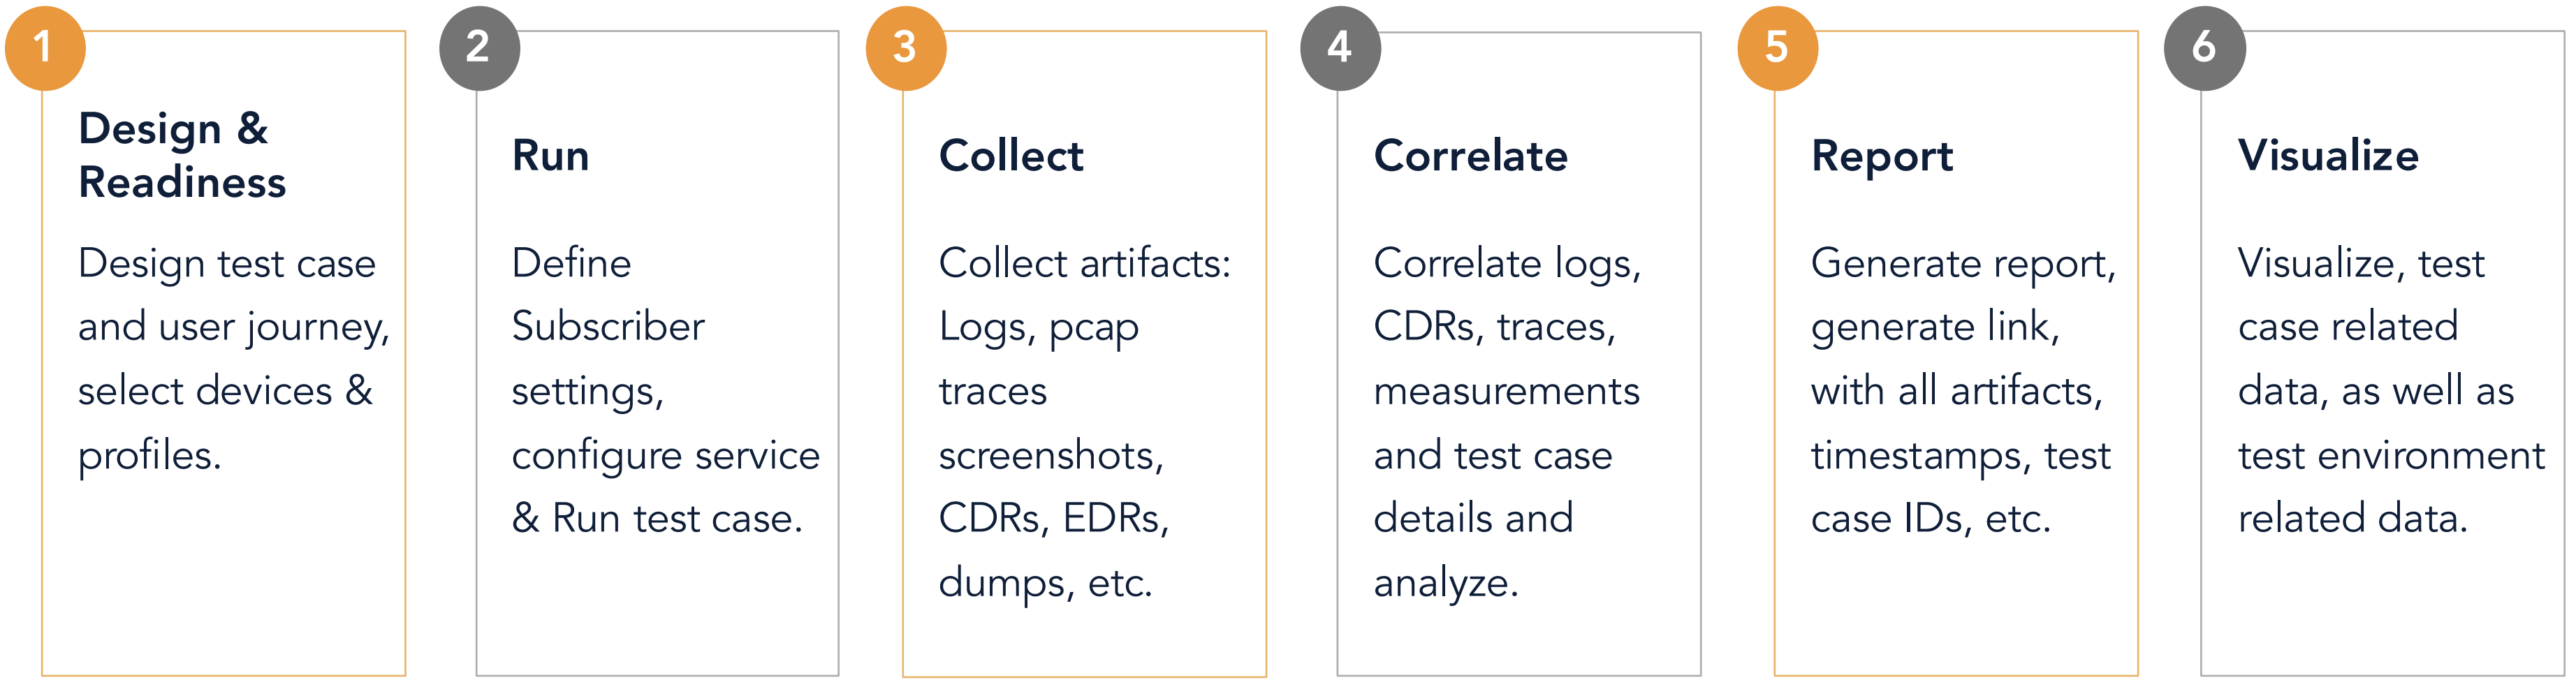 1
Design &
Readiness
Design test case
and user journey,
select devices &
profiles.
2
Run
Define
Subscriber
settings,
configure service
& Run test case.
3
Collect
Collect artifacts:
Logs, pcap
traces
screenshots,
CDRs, EDRs,
dumps, etc.
4
Correlate
Correlate logs,
CDRs, traces,
measurements
and test case
details and
analyze.
5
Report
Generate report,
generate link,
with all artifacts,
timestamps, test
case IDs, etc.
6
Visualize
Visualize, test
case related
data, as well as
test environment
related data.